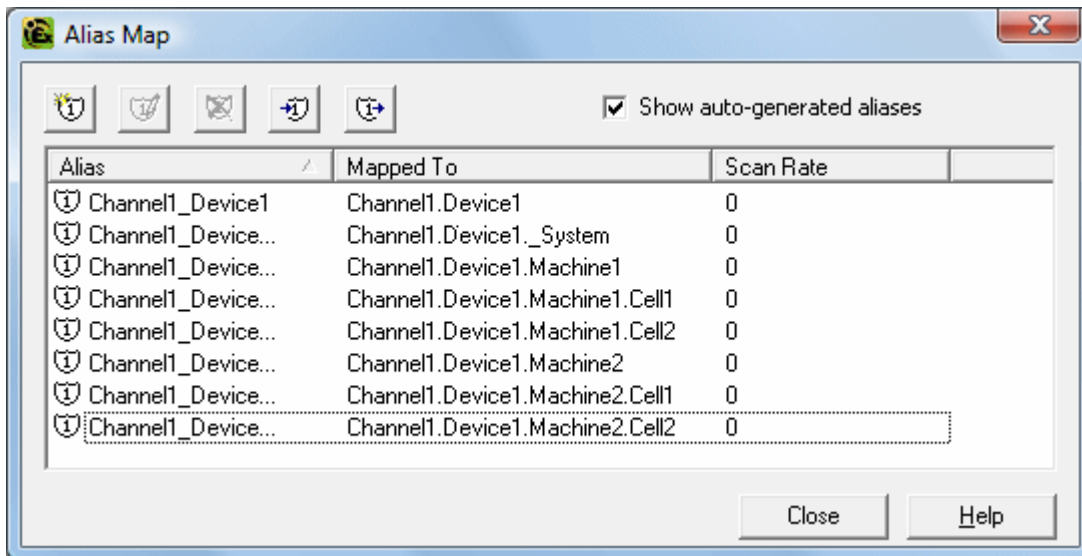 Alias Map
Show auto-generated aliases
Alias Mapped To Scan Rate
Channel1_Device1 Channel1.Device1 0
Channel1_Device... Channel1.Device1._System 0
Channel1_Device... Channel1.Device1.Machine1 0
Channel1_Device... Channel1.Device1.Machine1.Cell1 0
Channel1_Device... Channel1.Device1.Machine1.Cell2 0
Channel1_Device... Channel1.Device1.Machine2 0
Channel1_Device... Channel1.Device1.Machine2.Cell1 0
Channel1_Device... Channel1.Device1.Machine2.Cell2 0
Close Help